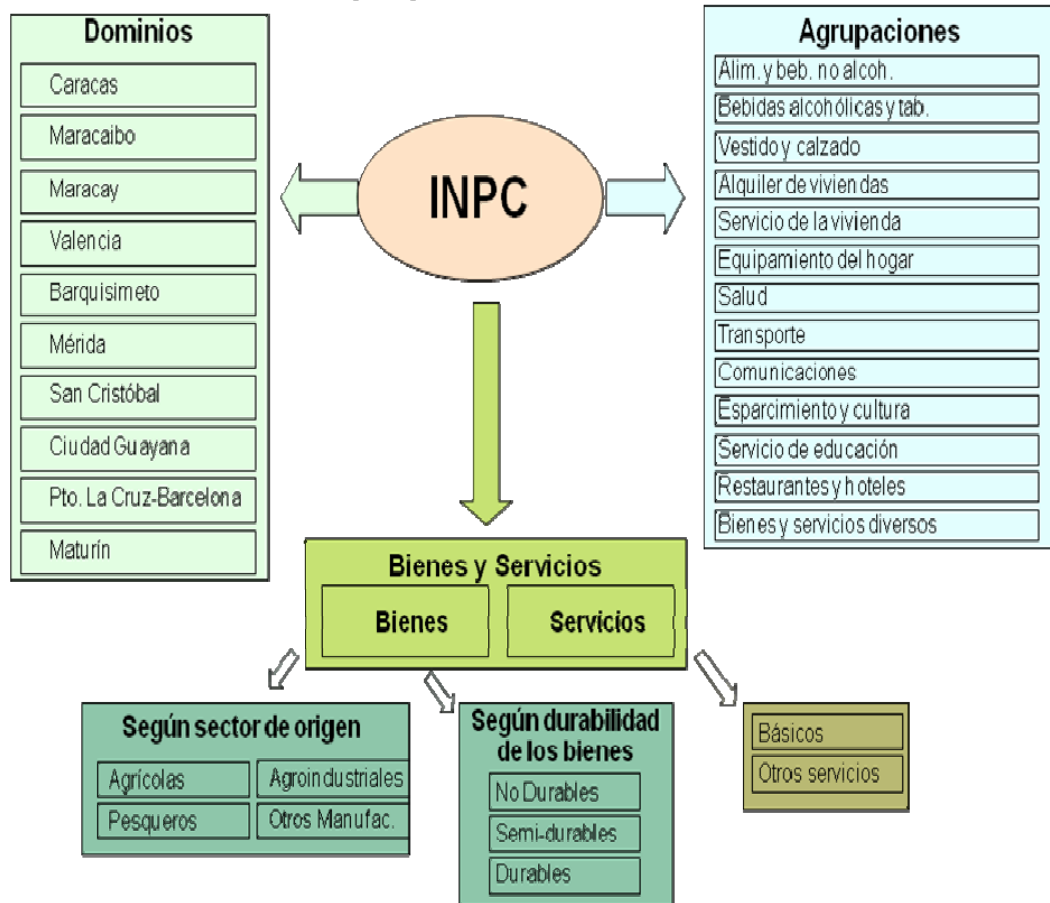 Dominios
Caracas
Maracaibo
Maracay
Valencia
Barquisimeto
Mérida
San Cristóbal
Ciudad Guayana
Pto. La Cruz-Barcelona
Maturín
INPC
Agrupaciones
Alim. y beb. no alcoh.
Bebidas alcohólicas y tab.
Vestido y calzado
Alquiler de viviendas
Servicio de la vivienda
Equipamiento del hogar
Salud
Transporte
Comunicaciones
Esparcimiento y cultura
Servicio de educación
Restaurantes y hoteles
Bienes y servicios diversos
Bienes y Servicios
Bienes
Servicios
Según sector de origen
Agrícolas
Agroindustriales
Pesqueros
Otros Manufac.
Según durabilidad
de los bienes
No Durables
Semi-durables
Durables
Básicos
Otros servicios